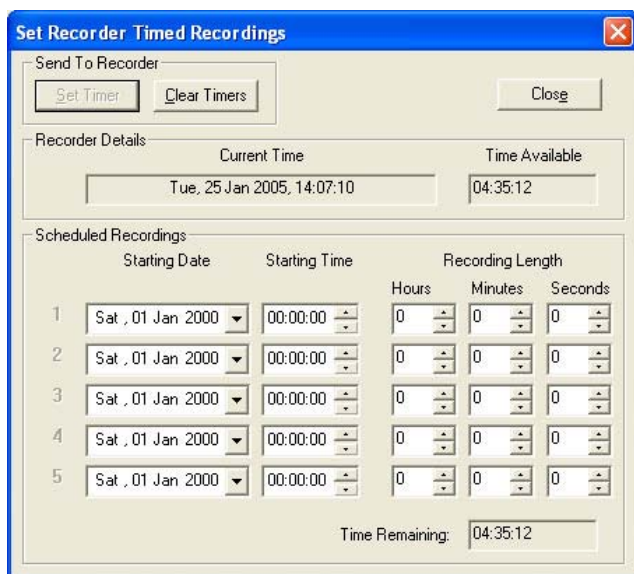 Set Recorder Timed Recordings
Send To Recorder
Set Timer Clear Timers Close
Recorder Details
Current Time Time Available
Tue, 25 Jan 2005, 14:07:10 04:35:12
Scheduled Recordings
Starting Date Starting Time Recording Length
Hours Minutes Seconds
1 Sat , 01 Jan 2000 00:00:00 0 0 0
2 Sat , 01 Jan 2000 00:00:00 0 0 0
3 Sat , 01 Jan 2000 00:00:00 0 0 0
4 Sat , 01 Jan 2000 00:00:00 0 0 0
5 Sat , 01 Jan 2000 00:00:00 0 0 0
Time Remaining: 04:35:12